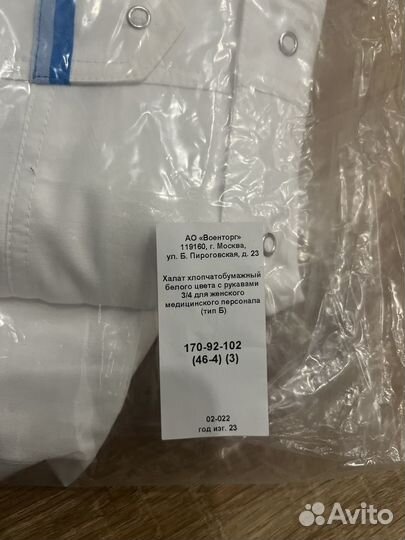 АО «Военторг»
119160, г. Москва,
ул. Б. Пироговская, д. 23
Халат хлопчатобумажный
белого цвета с рукавами
3/4 для женского
медицинского персонала
(тип Б)
170-92-102
(46-4) (3)
02-022
год изг. 23
Avito